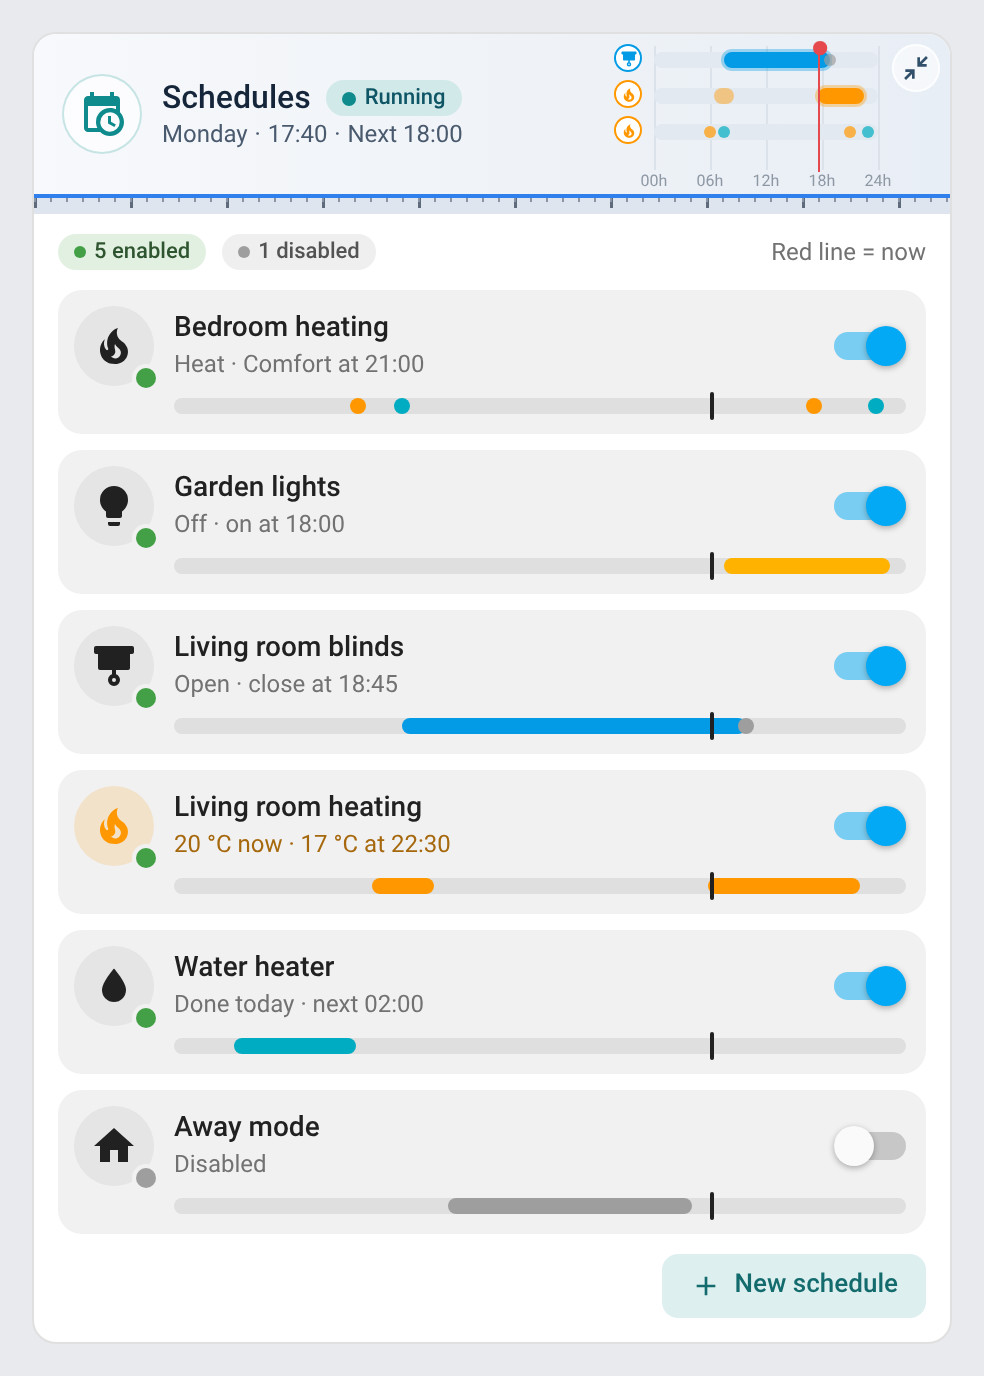 Schedules
Running
Monday · 17:40 · Next 18:00
00h 06h 12h 18h 24h
5 enabled
1 disabled
Red line = now
Bedroom heating
Heat · Comfort at 21:00
Garden lights
Off · on at 18:00
Living room blinds
Open · close at 18:45
Living room heating
20 °C now · 17 °C at 22:30
Water heater
Done today · next 02:00
Away mode
Disabled
+ New schedule